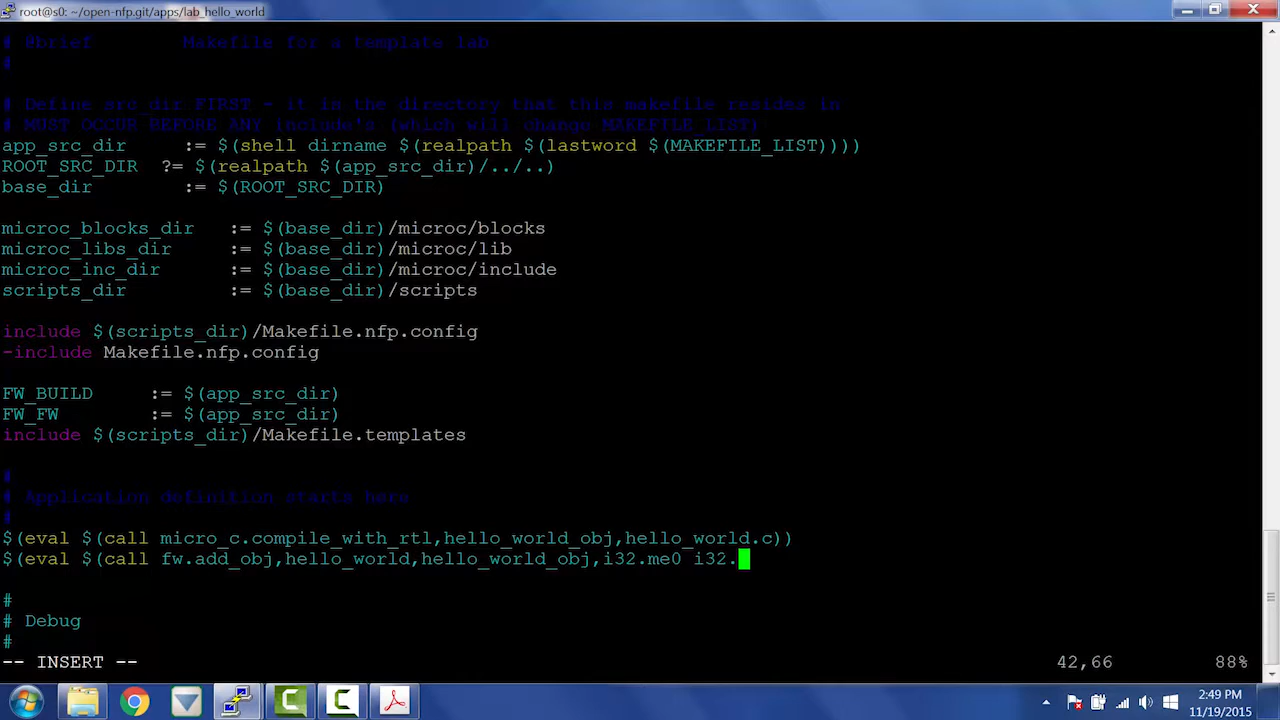 root@s0: ~/open-nfp.git/apps/lab_hello_world
# @brief        Makefile for a template lab
#
# Define src_dir FIRST - it is the directory that this makefile resides in
# MUST OCCUR BEFORE ANY include's (which will change MAKEFILE_LIST)
app_src_dir     := $(shell dirname $(realpath $(lastword $(MAKEFILE_LIST))))
ROOT_SRC_DIR  ?= $(realpath $(app_src_dir)/../..)
base_dir        := $(ROOT_SRC_DIR)
microc_blocks_dir   := $(base_dir)/microc/blocks
microc_libs_dir     := $(base_dir)/microc/lib
microc_inc_dir      := $(base_dir)/microc/include
scripts_dir         := $(base_dir)/scripts
include $(scripts_dir)/Makefile.nfp.config
-include Makefile.nfp.config
FW_BUILD     := $(app_src_dir)
FW_FW        := $(app_src_dir)
include $(scripts_dir)/Makefile.templates
#
# Application definition starts here
#
$(eval $(call micro_c.compile_with_rtl,hello_world_obj,hello_world.c))
$(eval $(call fw.add_obj,hello_world,hello_world_obj,i32.me0 i32.
#
# Debug
#
-- INSERT --                42,66         88%
2:49 PM
11/19/2015